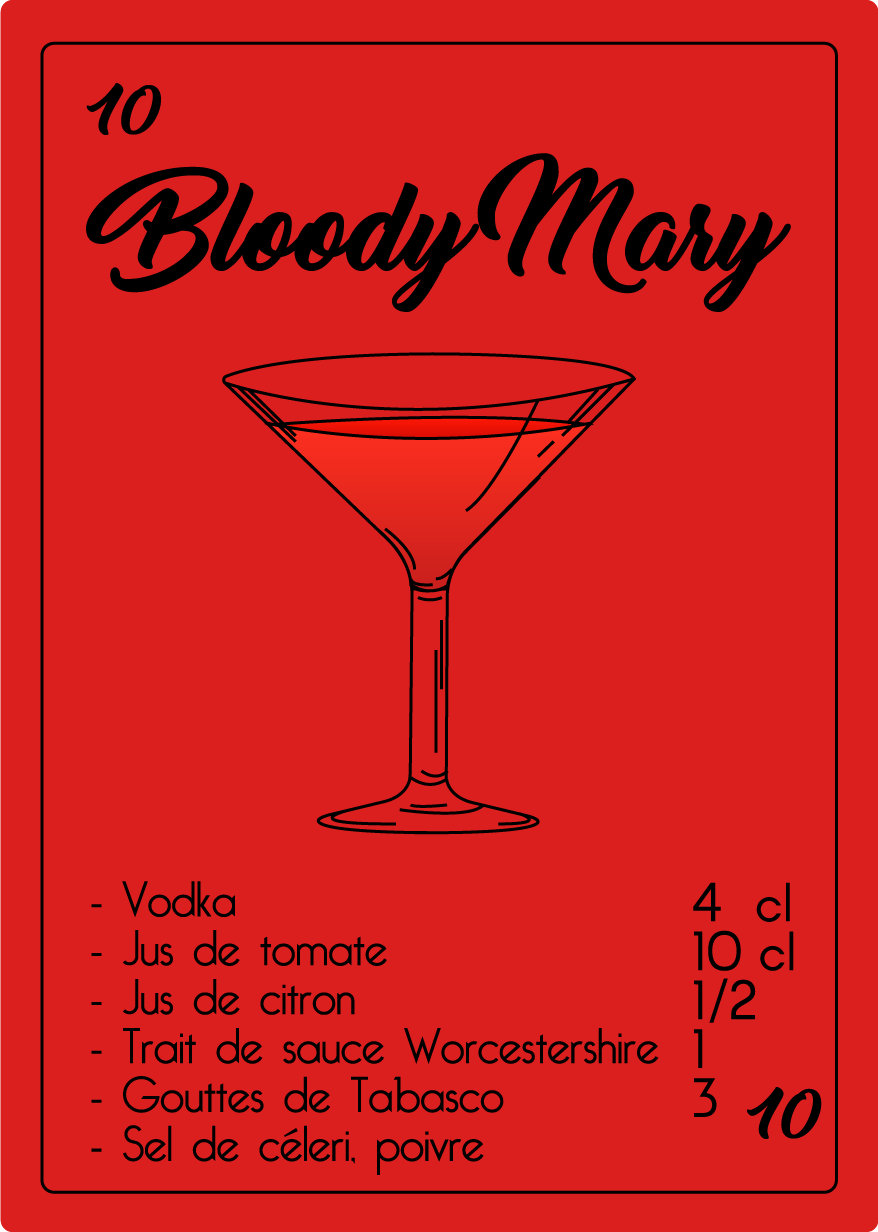 10
Bloody Mary
- Vodka 4 cl
- Jus de tomate 10 cl
- Jus de citron 1/2
- Trait de sauce Worcestershire 1
- Gouttes de Tabasco 3
- Sel de céleri, poivre
10